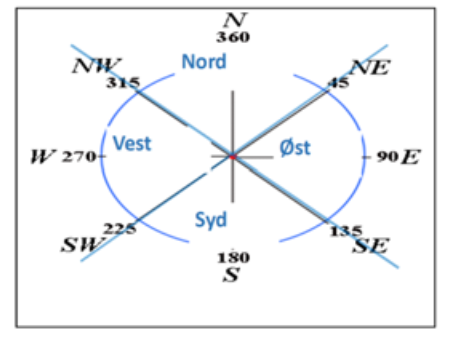 N
360
Nord
NW
315
45 NE
Vest
Øst
W 270
90 E
Syd
225
SW
135
SE
180
S